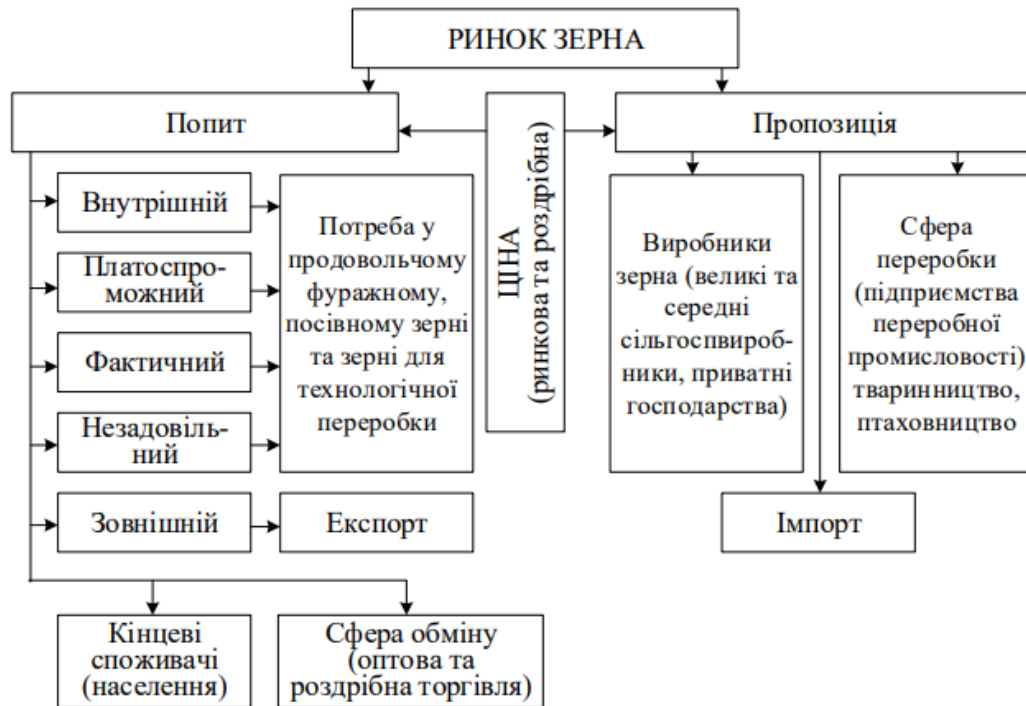 РИНОК ЗЕРНА
Попит
ЦІНА
(ринкова та роздрібна)
Пропозиція
Внутрішній
Платоспро-
можний
Фактичний
Незадовіль-
ний
Зовнішній
Потреба у
продовольчому
фуражному,
посівному зерні
та зерні для
технологічної
переробки
Експорт
Виробники
зерна (великі та
середні
сільгоспвироб-
ники, приватні
господарства)
Сфера
переробки
(підприємства
переробної
промисловості)
тваринництво,
птаховництво
Імпорт
Кінцеві
споживачі
(населення)
Сфера обміну
(оптова та
роздрібна торгівля)